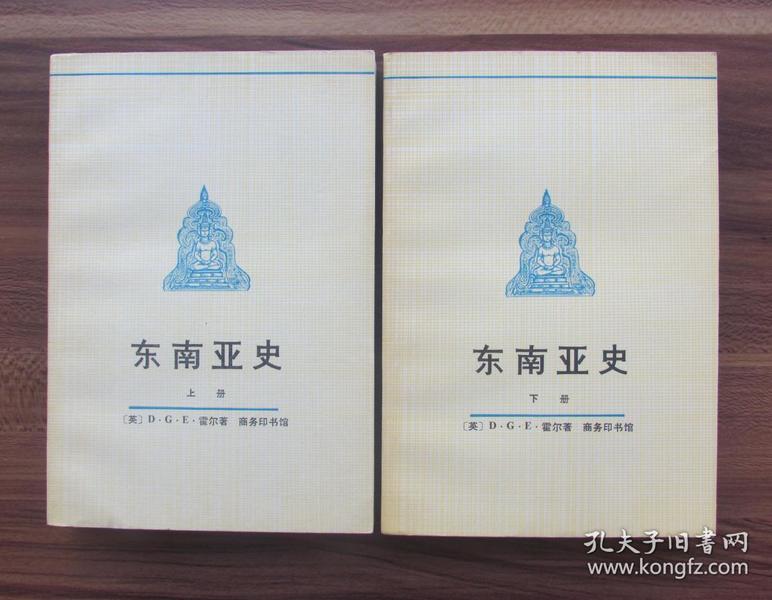 东南亚史
上册
〔英〕D·G·E·霍尔著 商务印书馆
东南亚史
下册
〔英〕D·G·E·霍尔著 商务印书馆
孔夫子旧书网
www.kongfz.com